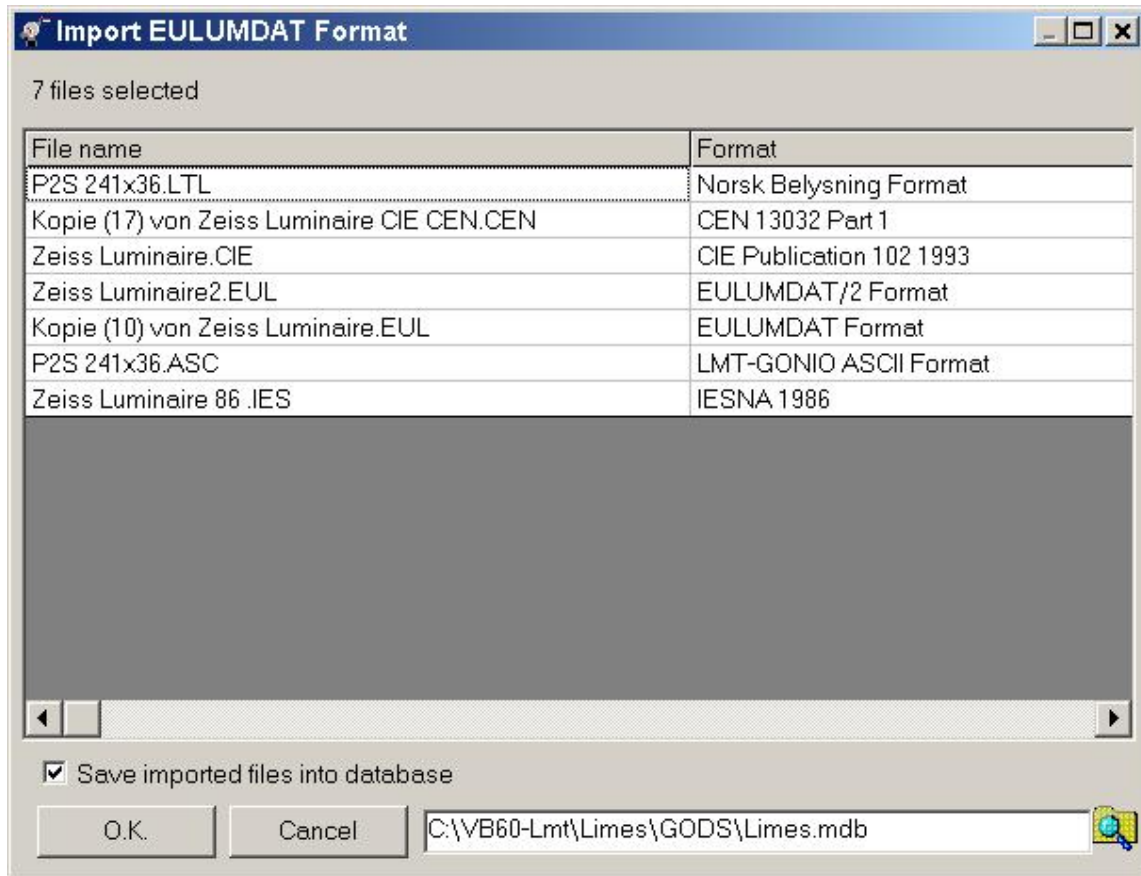 Import EULUMDAT Format
7 files selected
File name Format
P2S 241x36.LTL Norsk Belysning Format
Kopie (17) von Zeiss Luminaire CIE CEN.CEN CEN 13032 Part 1
Zeiss Luminaire.CIE CIE Publication 102 1993
Zeiss Luminaire2.EUL EULUMDAT/2 Format
Kopie (10) von Zeiss Luminaire.EUL EULUMDAT Format
P2S 241x36.ASC LMT-GONIO ASCII Format
Zeiss Luminaire 86 .IES IESNA 1986
Save imported files into database
O.K. Cancel C:\VB60-Lmt\Limes\GODS\Limes.mdb